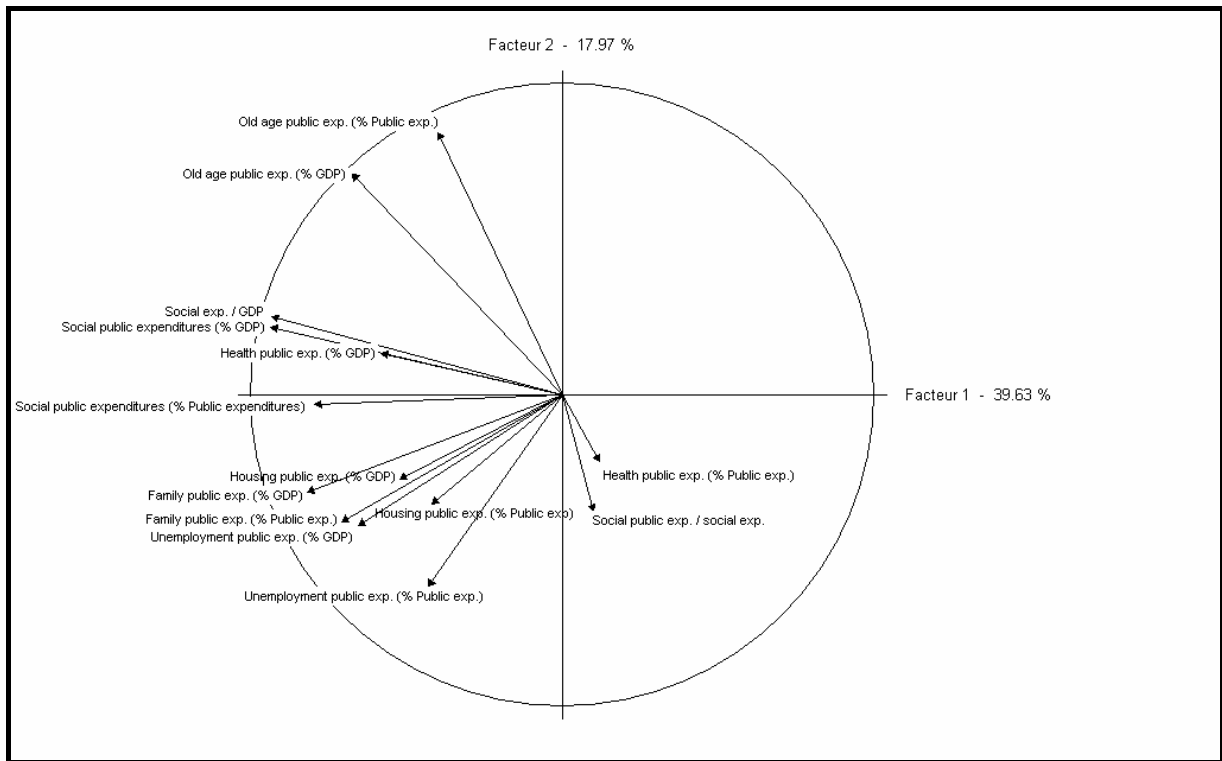 Facteur 2 - 17.97 %
Old age public exp. (% Public exp.)
Old age public exp. (% GDP)
Social exp. / GDP
Social public expenditures (% GDP)
Health public exp. (% GDP)
Facteur 1 - 39.63 %
Social public expenditures (% Public expenditures)
Housing public exp. (% GDP)
Health public exp. (% Public exp.)
Family public exp. (% GDP)
Housing public exp. (% Public exp)
Family public exp. (% Public exp.)
Social public exp. / social exp.
Unemployment public exp. (% GDP)
Unemployment public exp. (% Public exp.)